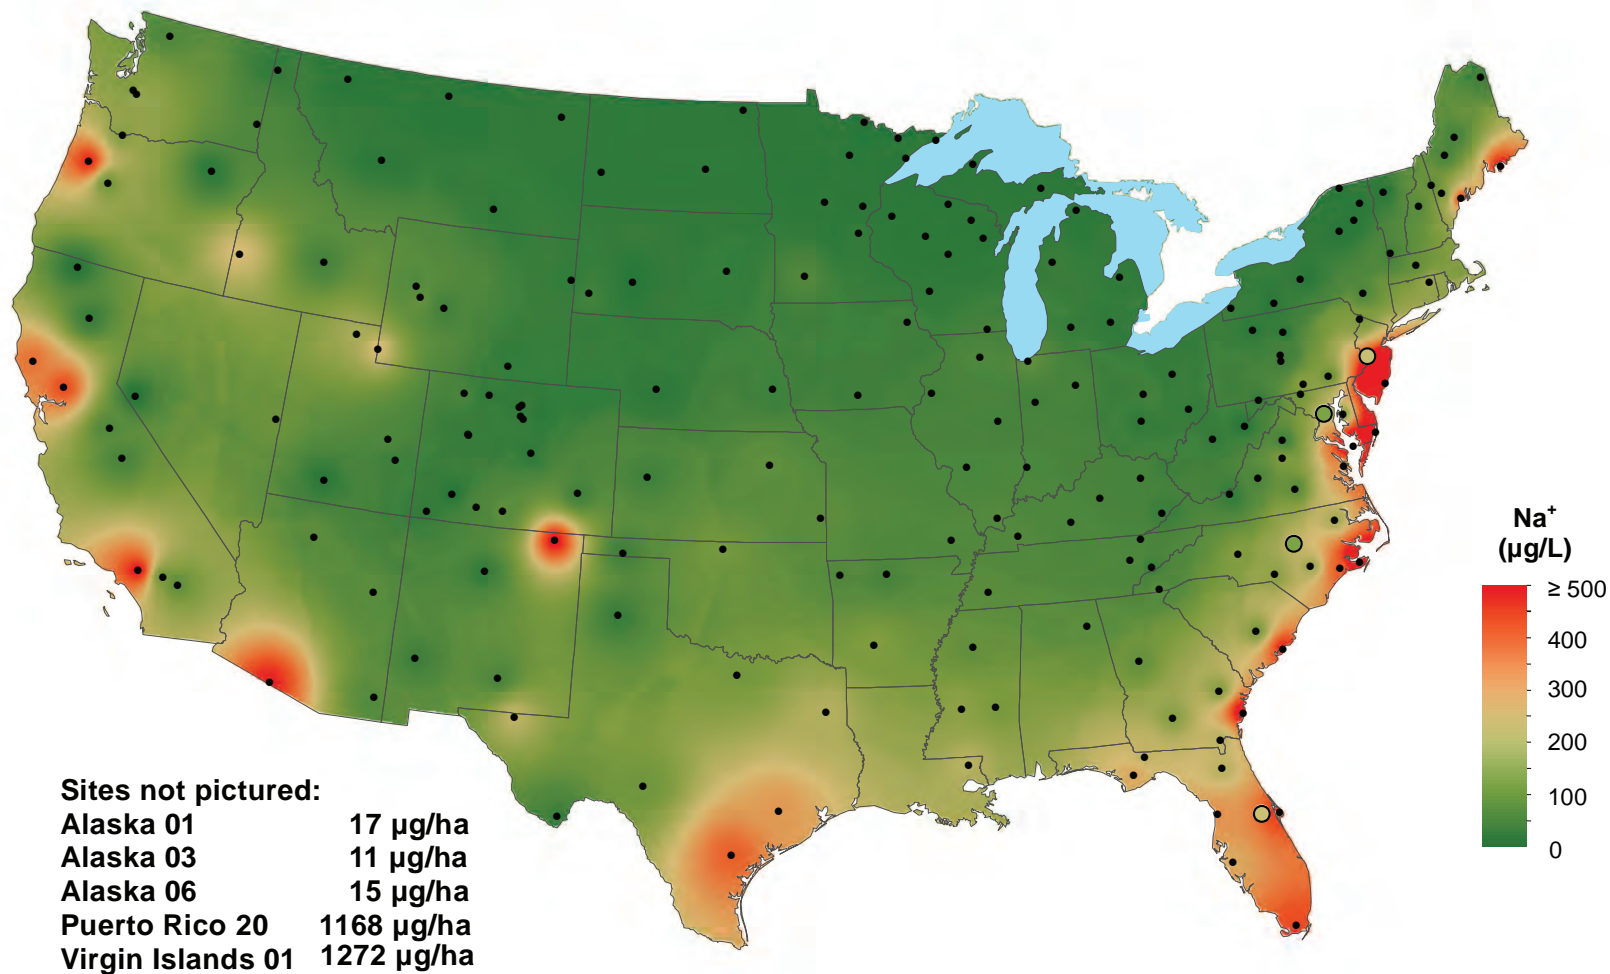 Na+
(µg/L)
≥ 500
400
300
200
100
0
Sites not pictured:
Alaska 01 17 µg/ha
Alaska 03 11 µg/ha
Alaska 06 15 µg/ha
Puerto Rico 20 1168 µg/ha
Virgin Islands 01 1272 µg/ha